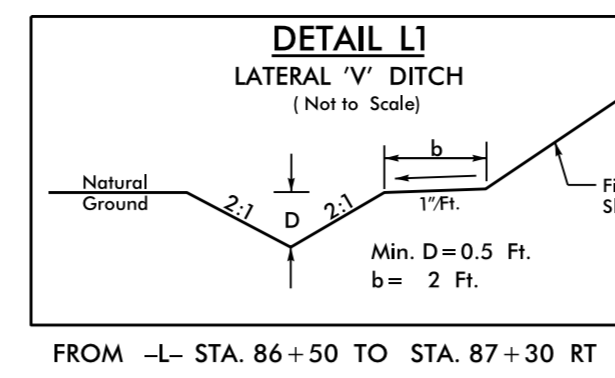 DETAIL L1
LATERAL 'V' DITCH
( Not to Scale)
b
Natural
Ground
2:1
D
2:1
1"/Ft.
Min. D=0.5 Ft.
b= 2 Ft.
FROM -L- STA. 86+50 TO STA. 87+30 RT